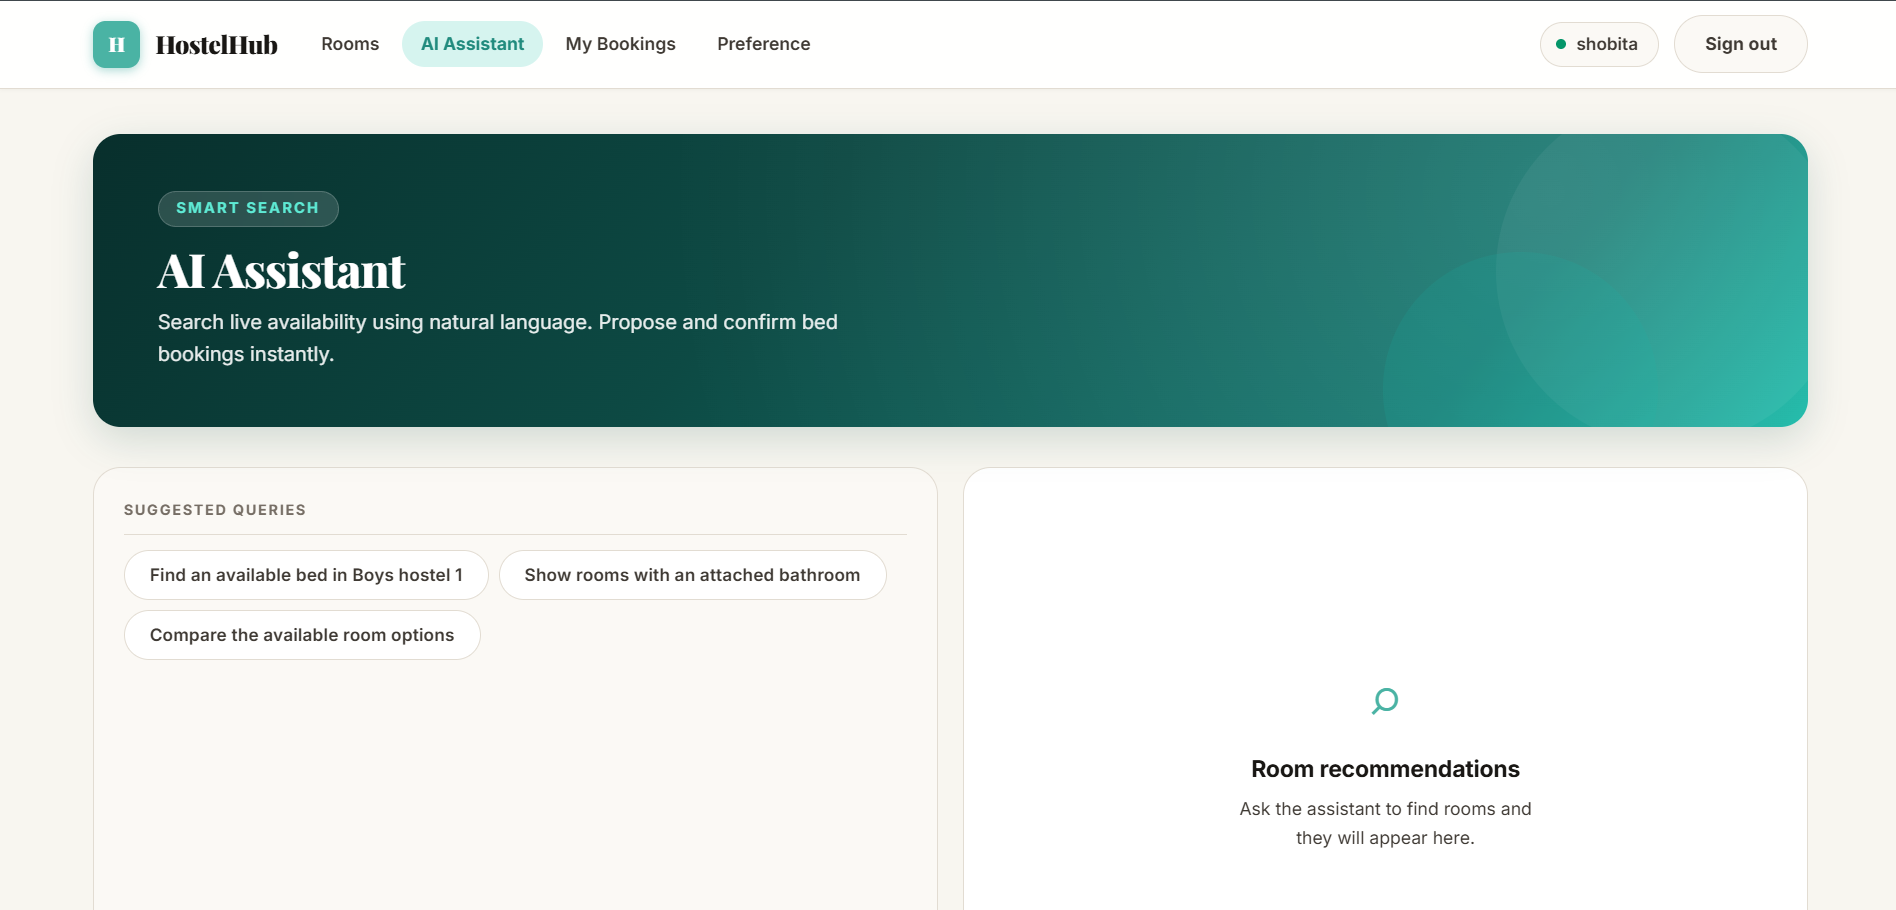 H HostelHub Rooms AI Assistant My Bookings Preference shobita Sign out
SMART SEARCH
AI Assistant
Search live availability using natural language. Propose and confirm bed
bookings instantly.
SUGGESTED QUERIES
Find an available bed in Boys hostel 1
Show rooms with an attached bathroom
Compare the available room options
Room recommendations
Ask the assistant to find rooms and
they will appear here.